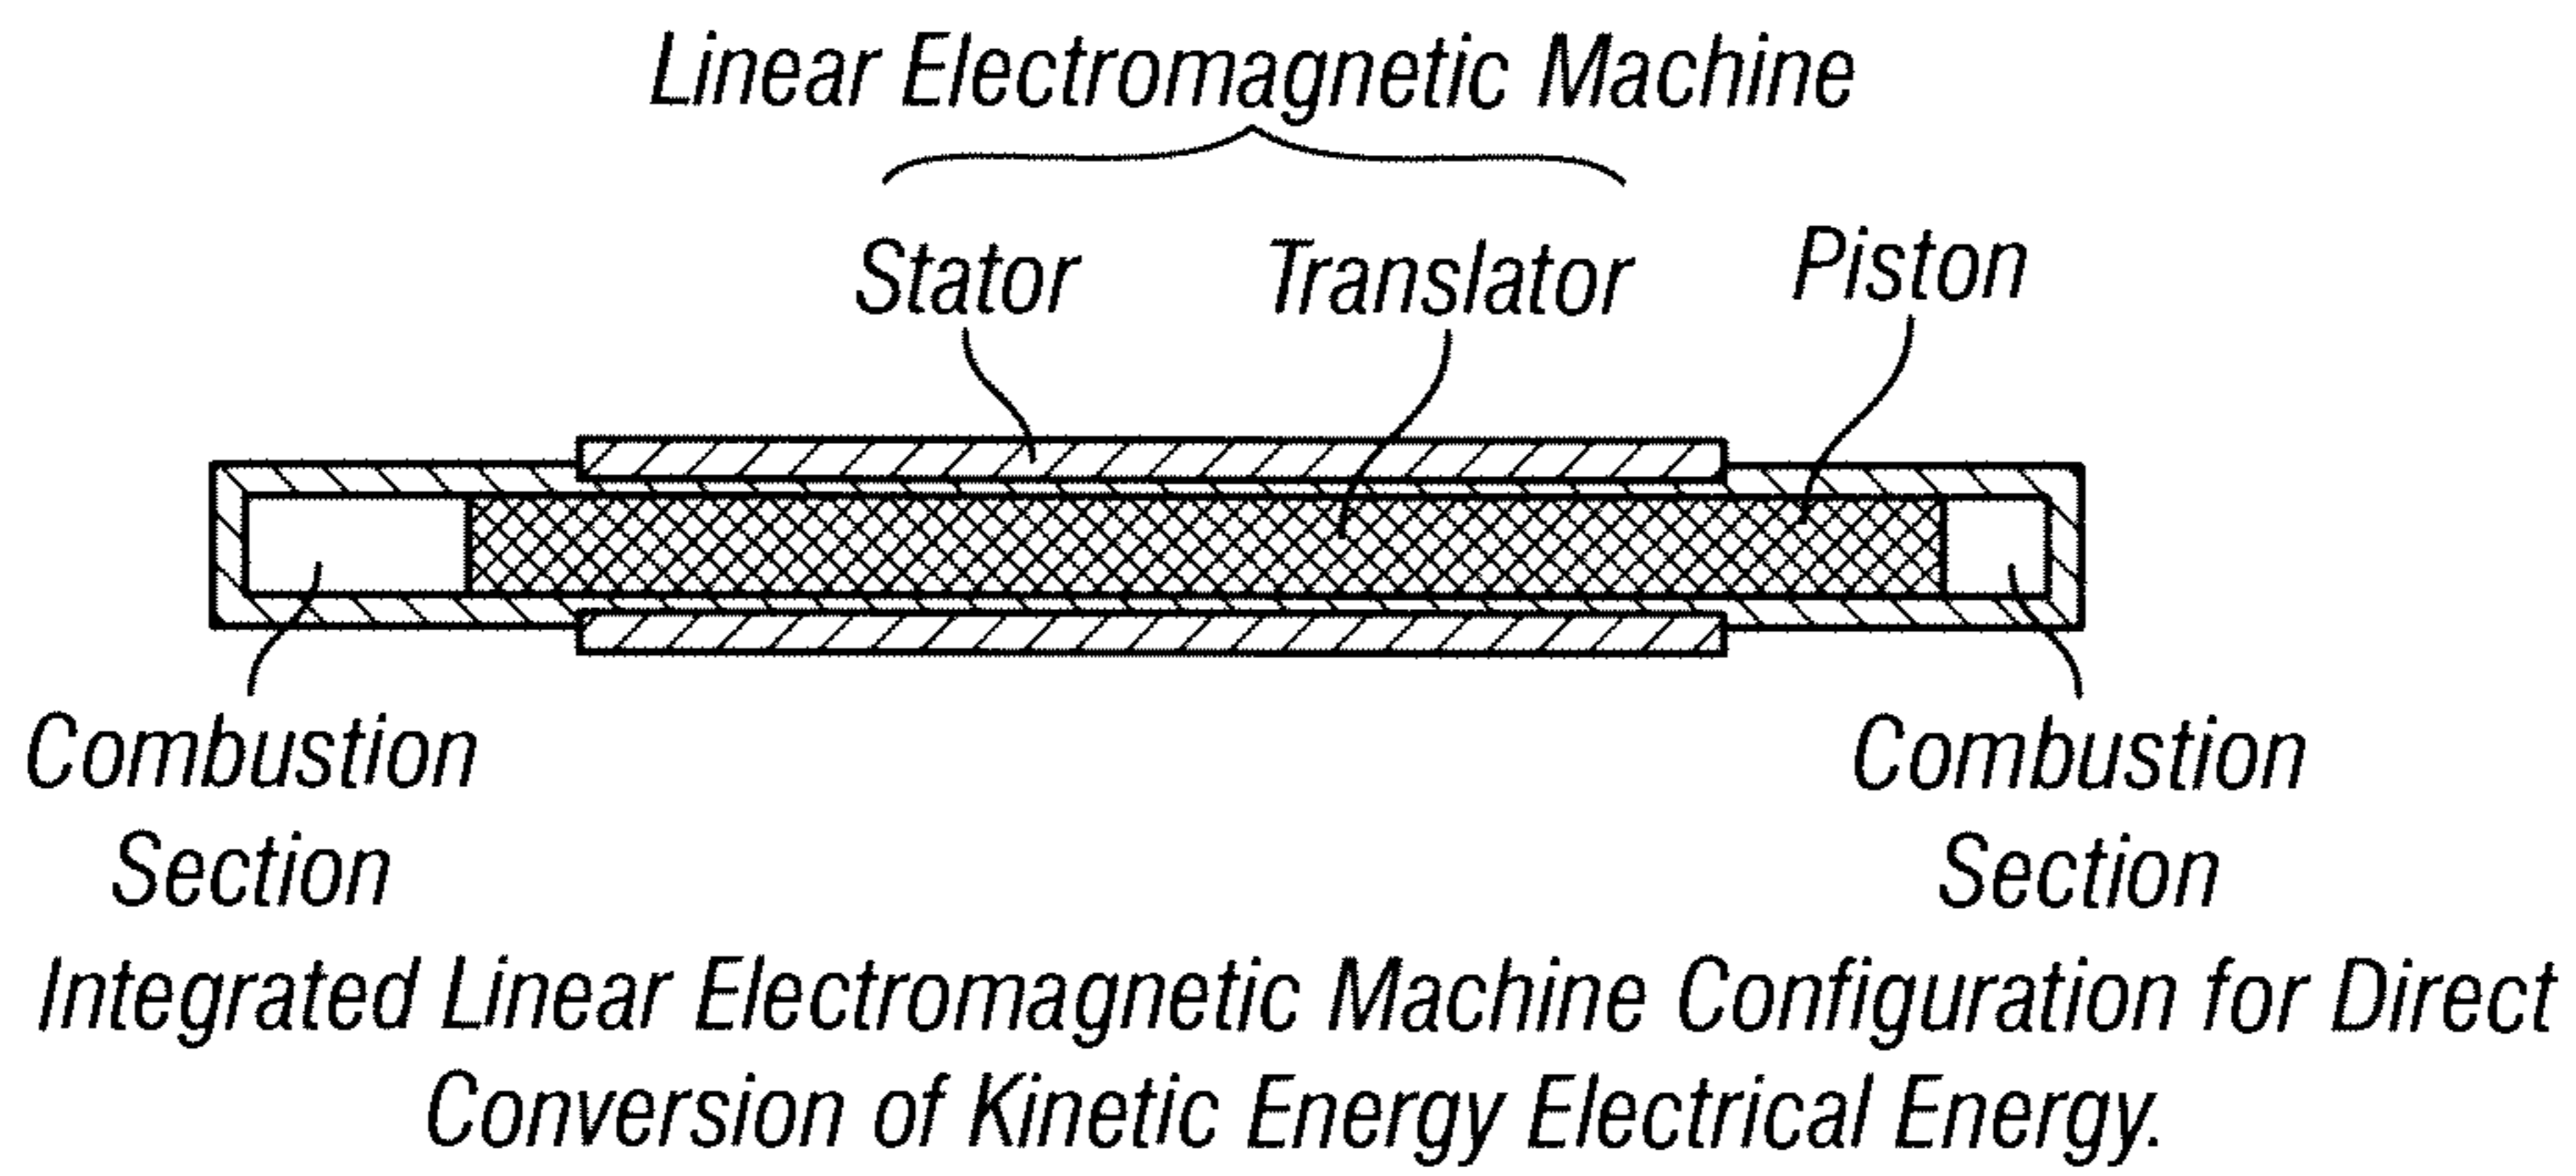 Linear Electromagnetic Machine
Stator
Translator
Piston
Combustion
Section
Combustion
Section
Integrated Linear Electromagnetic Machine Configuration for Direct
Conversion of Kinetic Energy Electrical Energy.